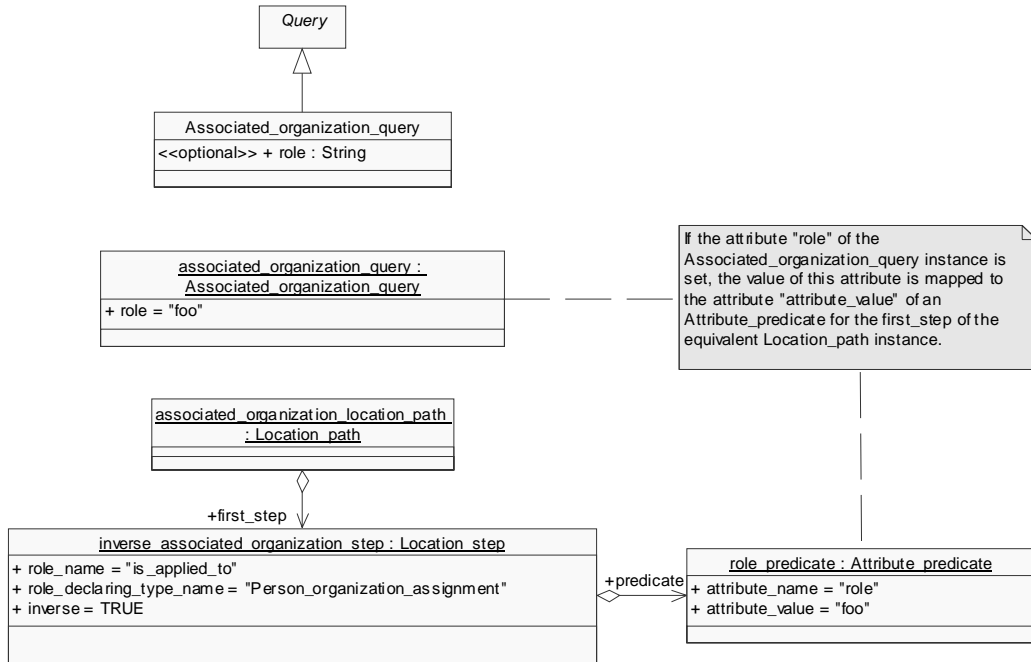 Query
Associated_organization_query
<<optional>> + role : String
associated_organization_query :
Associated_organization_query
+ role = "foo"
If the attribute "role" of the
Associated_organization_query instance is
set, the value of this attribute is mapped to
the attribute "attribute_value" of an
Attribute_predicate for the first_step of the
equivalent Location_path instance.
associated_organization_location_path
: Location_path
+first_step
inverse_associated_organization_step : Location_step
+ role_name = "is_applied_to"
+ role_declaring_type_name = "Person_organization_assignment"
+ inverse = TRUE
+predicate
role_predicate : Attribute_predicate
+ attribute_name = "role"
+ attribute_value = "foo"